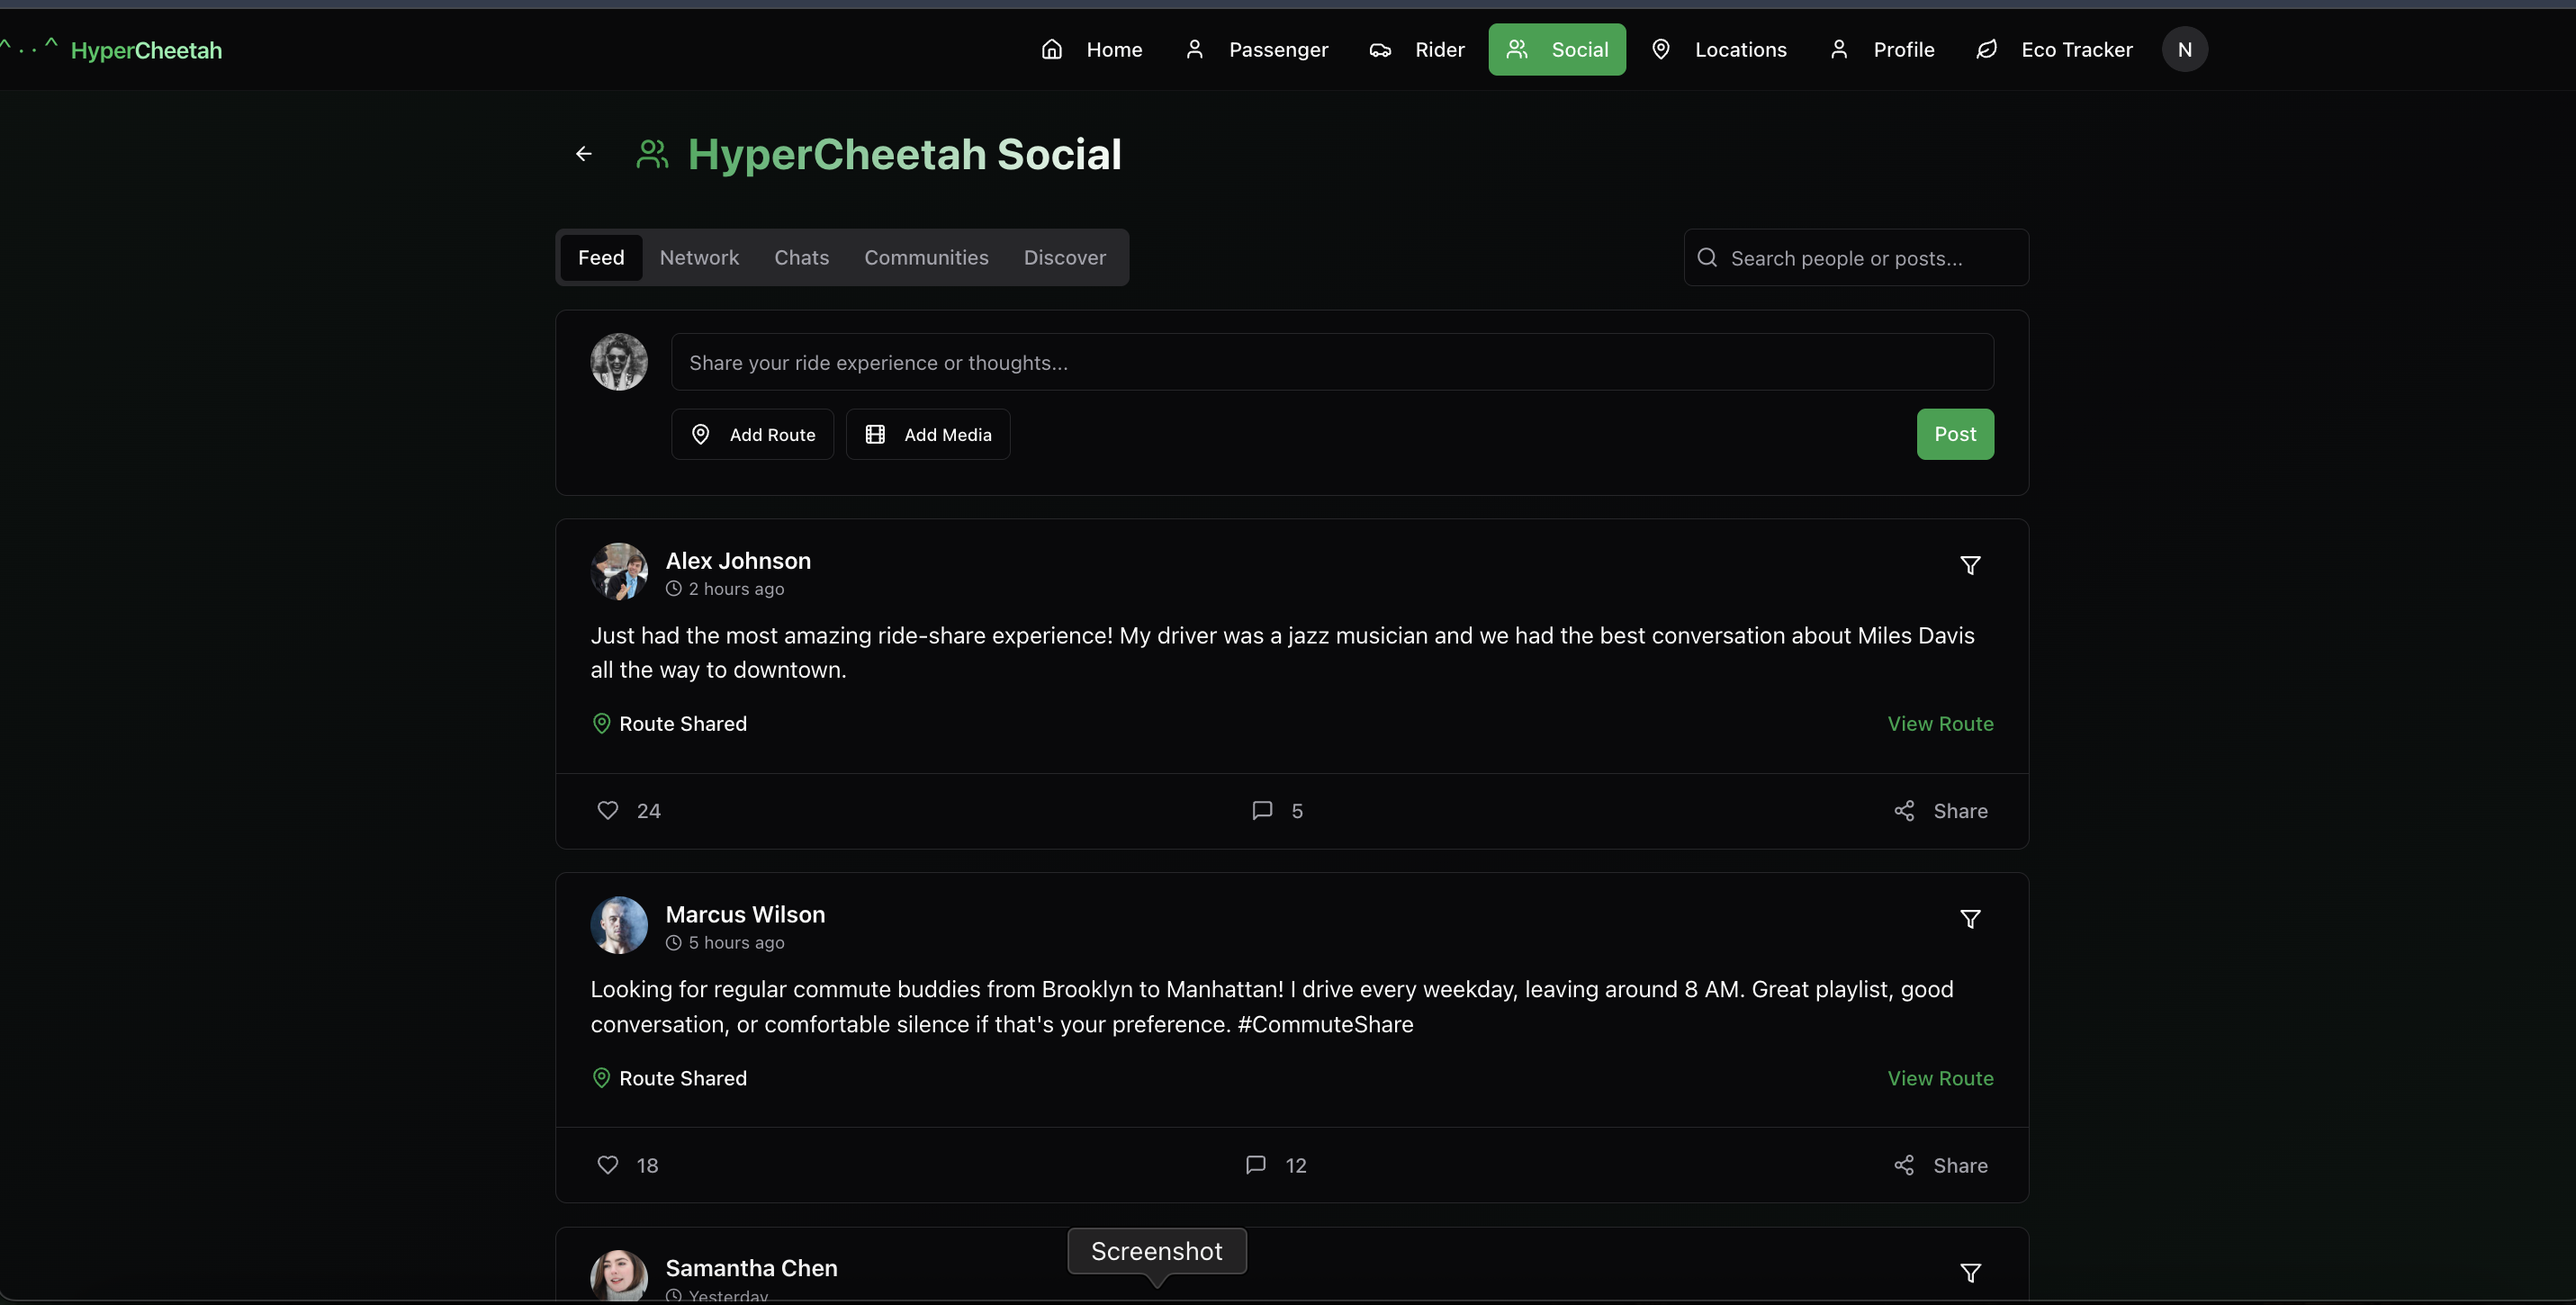 ^ . . ^ HyperCheetah
Home
Passenger
Rider
Social
Locations
Profile
Eco Tracker
N
HyperCheetah Social
Feed
Network
Chats
Communities
Discover
Search people or posts...
Share your ride experience or thoughts...
Add Route
Add Media
Post
Alex Johnson
2 hours ago
Just had the most amazing ride-share experience! My driver was a jazz musician and we had the best conversation about Miles Davis
all the way to downtown.
Route Shared
View Route
24
5
Share
Marcus Wilson
5 hours ago
Looking for regular commute buddies from Brooklyn to Manhattan! I drive every weekday, leaving around 8 AM. Great playlist, good
conversation, or comfortable silence if that's your preference. #CommuteShare
Route Shared
View Route
18
12
Share
Screenshot
Samantha Chen
Yesterday